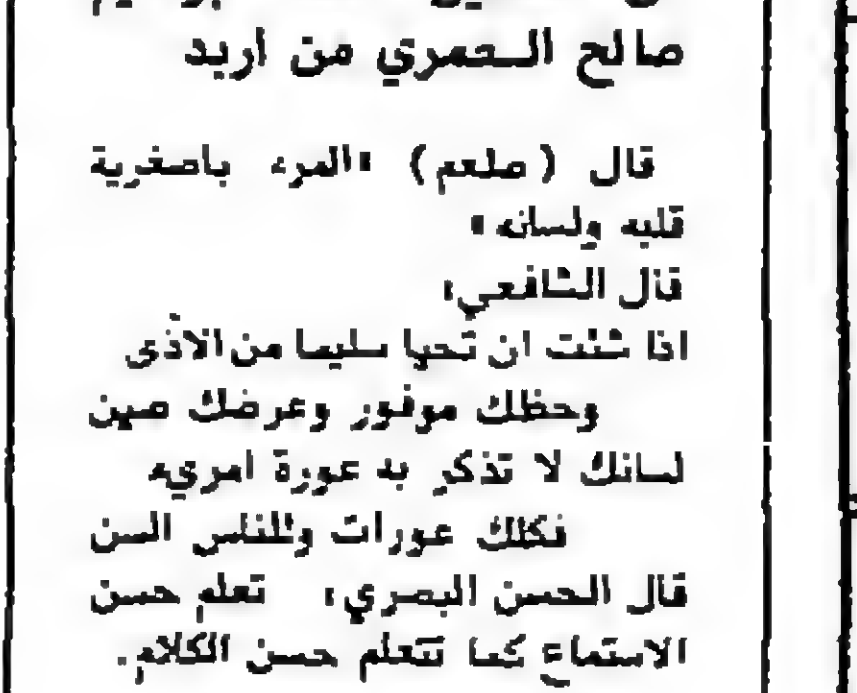 صالح العمري من اربد
قال (صلعم) «المرء باصغرية
قلبه ولسانه»
قال الشافعي:
اذا شئت ان تحيا سليما من الأذى
وحظك موفور وعرضك صين
لسانك لا تذكر به عورة امريء
فكلك عورات وللناس السن
قال الحسن البصري: تعلم حسن
الاستماع كما تتعلم حسن الكلام.